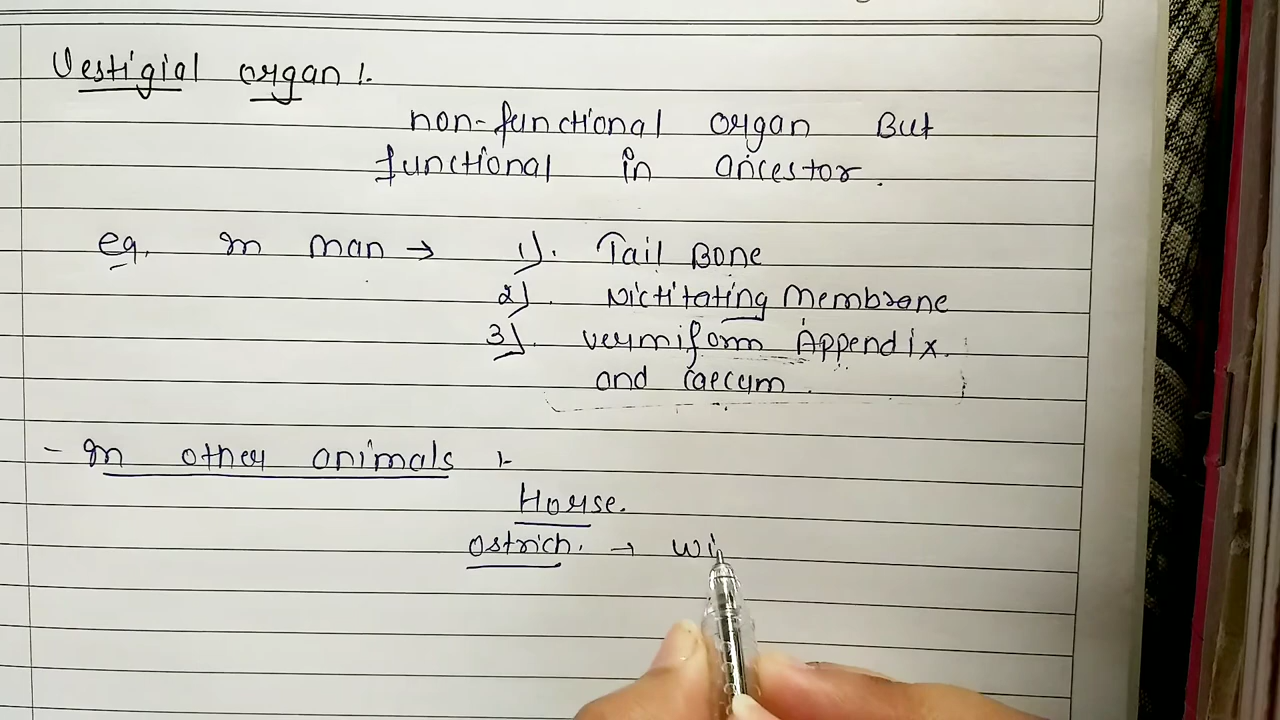 Vestigial organ :-
non-functional organ But
functional in ancestor.
eg. In man → 1). Tail Bone
2). Nictitating Membrane
3). vermiform Appendix.
and Caecum.
- In other animals :-
Horse.
Ostrich. → Wi